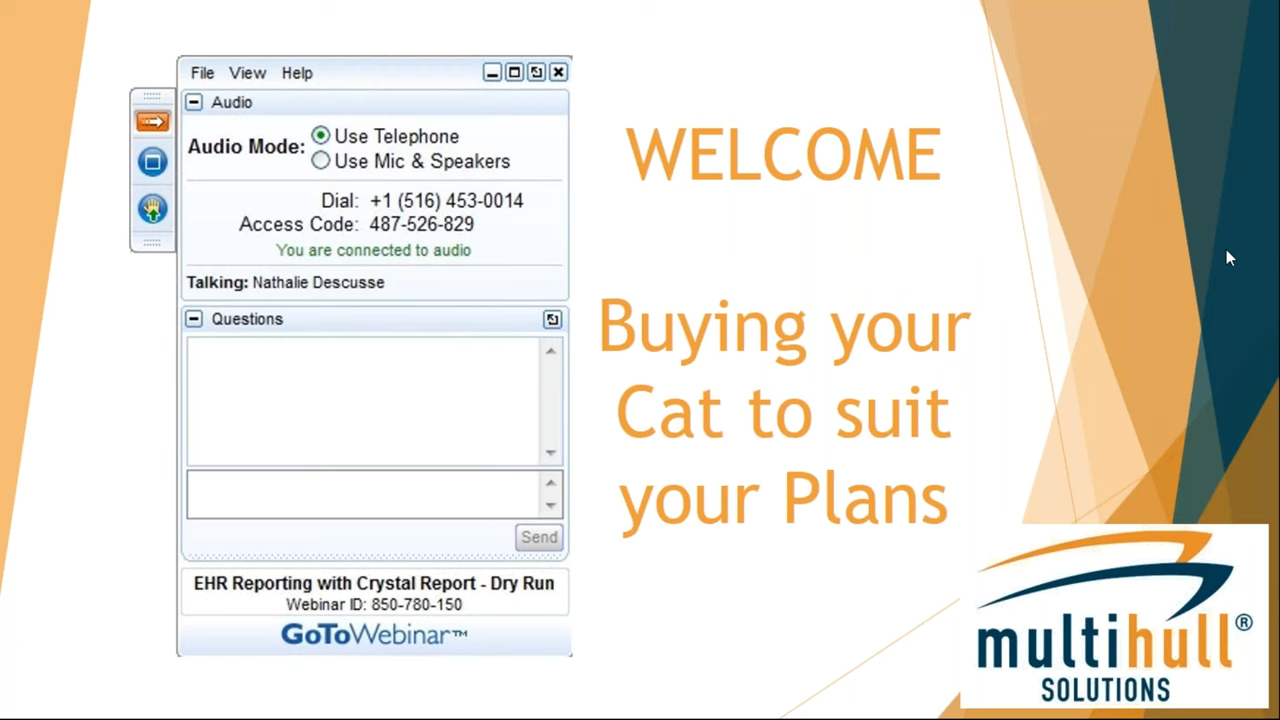 File View Help
Audio
Audio Mode: Use Telephone
Use Mic & Speakers
Dial: +1 (516) 453-0014
Access Code: 487-526-829
You are connected to audio
Talking: Nathalie Descusse
Questions
Send
EHR Reporting with Crystal Report - Dry Run
Webinar ID: 850-780-150
GoToWebinar™
WELCOME
Buying your
Cat to suit
your Plans
multihull®
SOLUTIONS